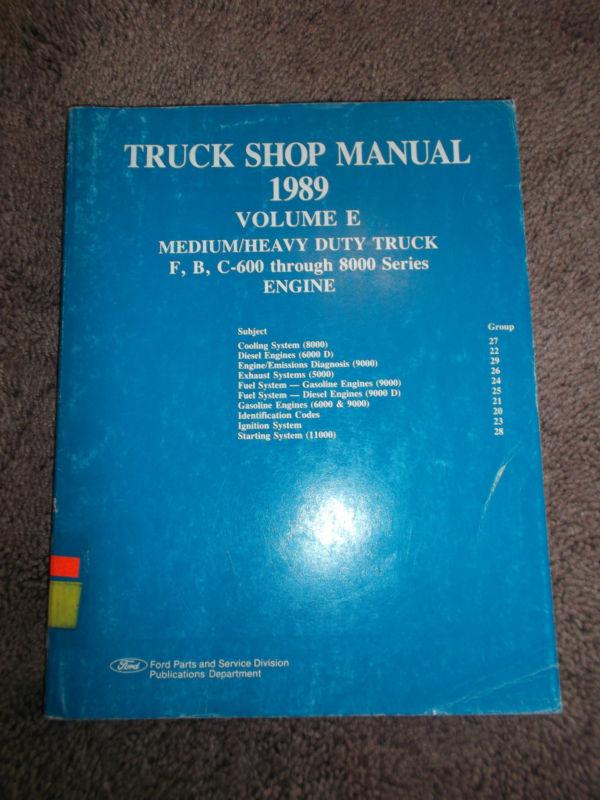 TRUCK SHOP MANUAL
1989
VOLUME E
MEDIUM/HEAVY DUTY TRUCK
F, B, C-600 through 8000 Series
ENGINE
Subject Group
Cooling System (8000) 27
Diesel Engines (6000 D) 22
Engine/Emissions Diagnosis (9000) 29
Exhaust Systems (5000) 26
Fuel System — Gasoline Engines (9000) 24
Fuel System — Diesel Engines (9000 D) 25
Gasoline Engines (6000 & 9000) 21
Identification Codes 20
Ignition System 23
Starting System (11000) 28
Ford Ford Parts and Service Division
Publications Department